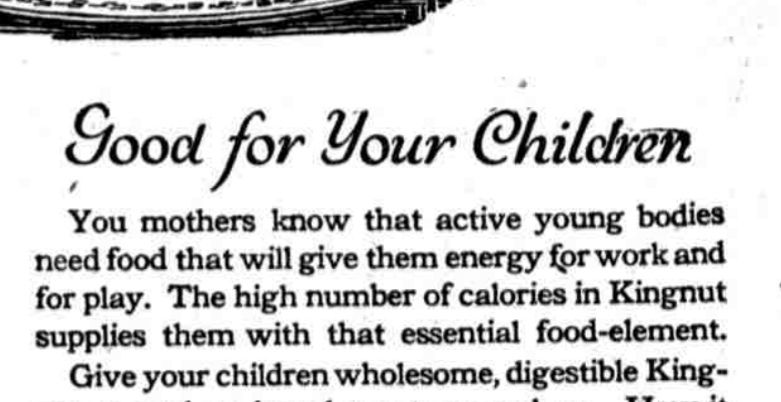 Good for Your Children
You mothers know that active young bodies
need food that will give them energy for work and
for play. The high number of calories in Kingnut
supplies them with that essential food-element.
Give your children wholesome, digestible King-